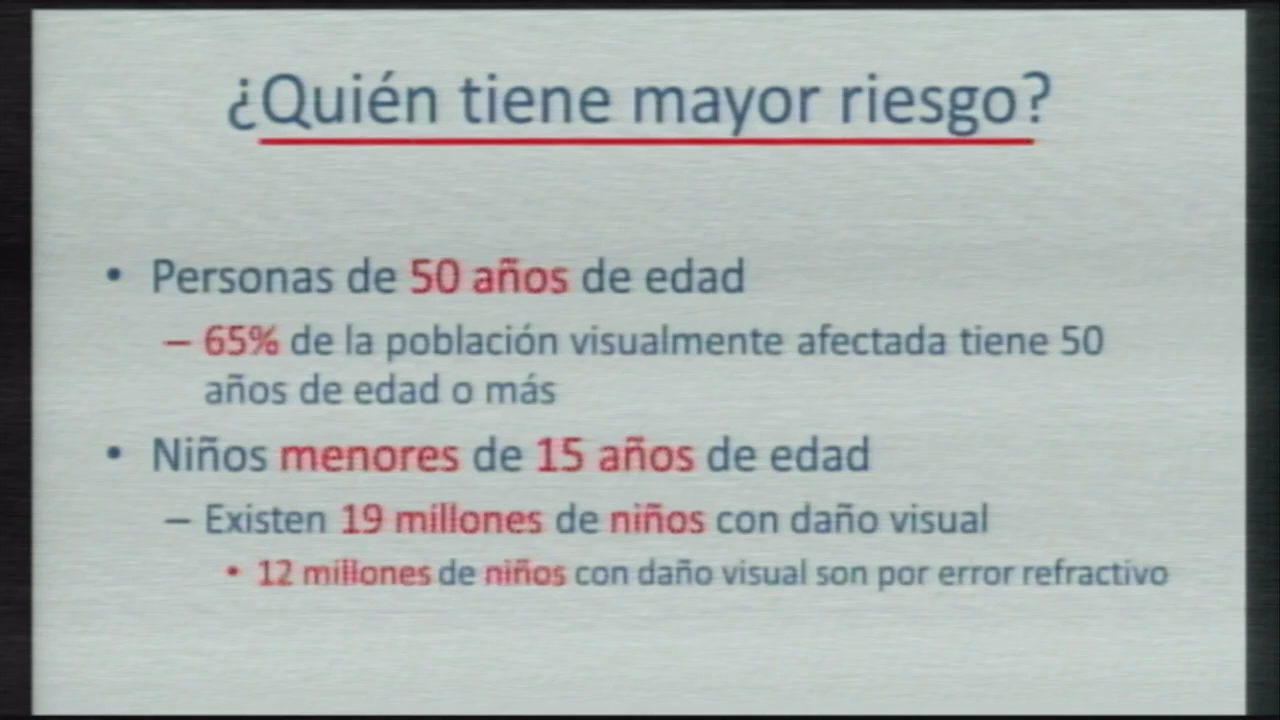 ¿Quién tiene mayor riesgo?
• Personas de 50 años de edad
– 65% de la población visualmente afectada tiene 50
años de edad o más
• Niños menores de 15 años de edad
– Existen 19 millones de niños con daño visual
• 12 millones de niños con daño visual son por error refractivo